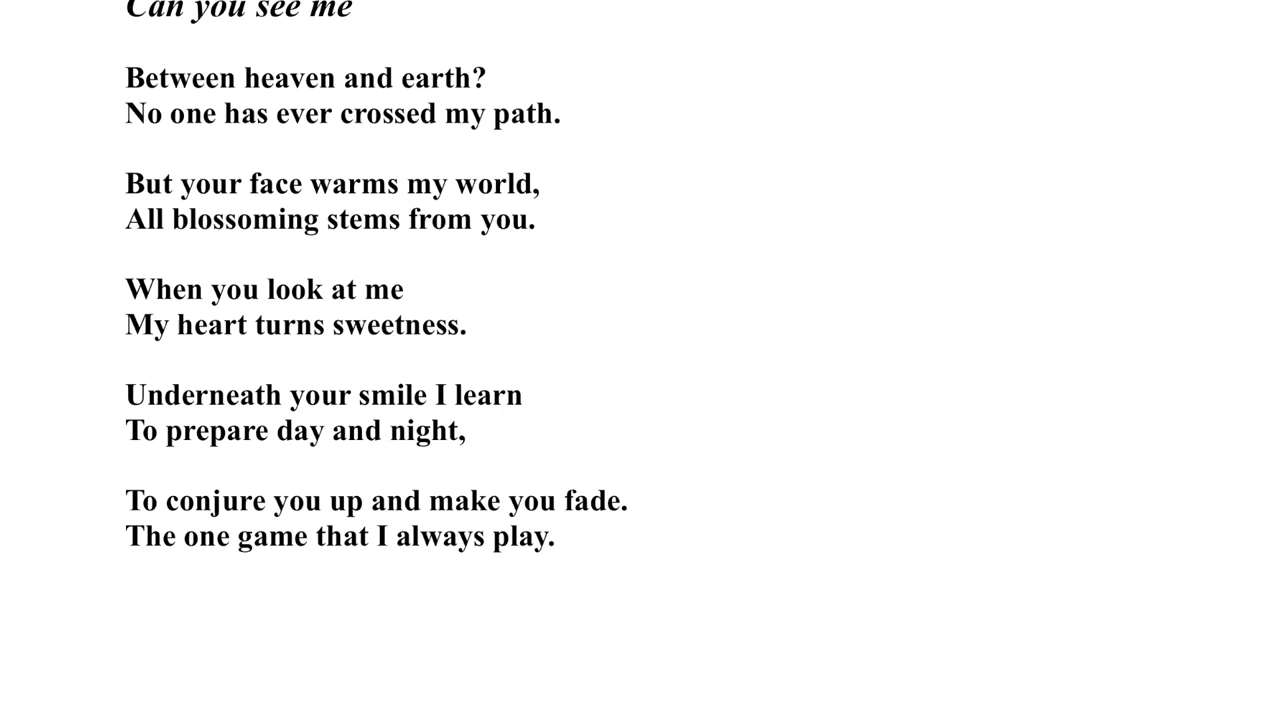 Can you see me
Between heaven and earth?
No one has ever crossed my path.
But your face warms my world,
All blossoming stems from you.
When you look at me
My heart turns sweetness.
Underneath your smile I learn
To prepare day and night,
To conjure you up and make you fade.
The one game that I always play.